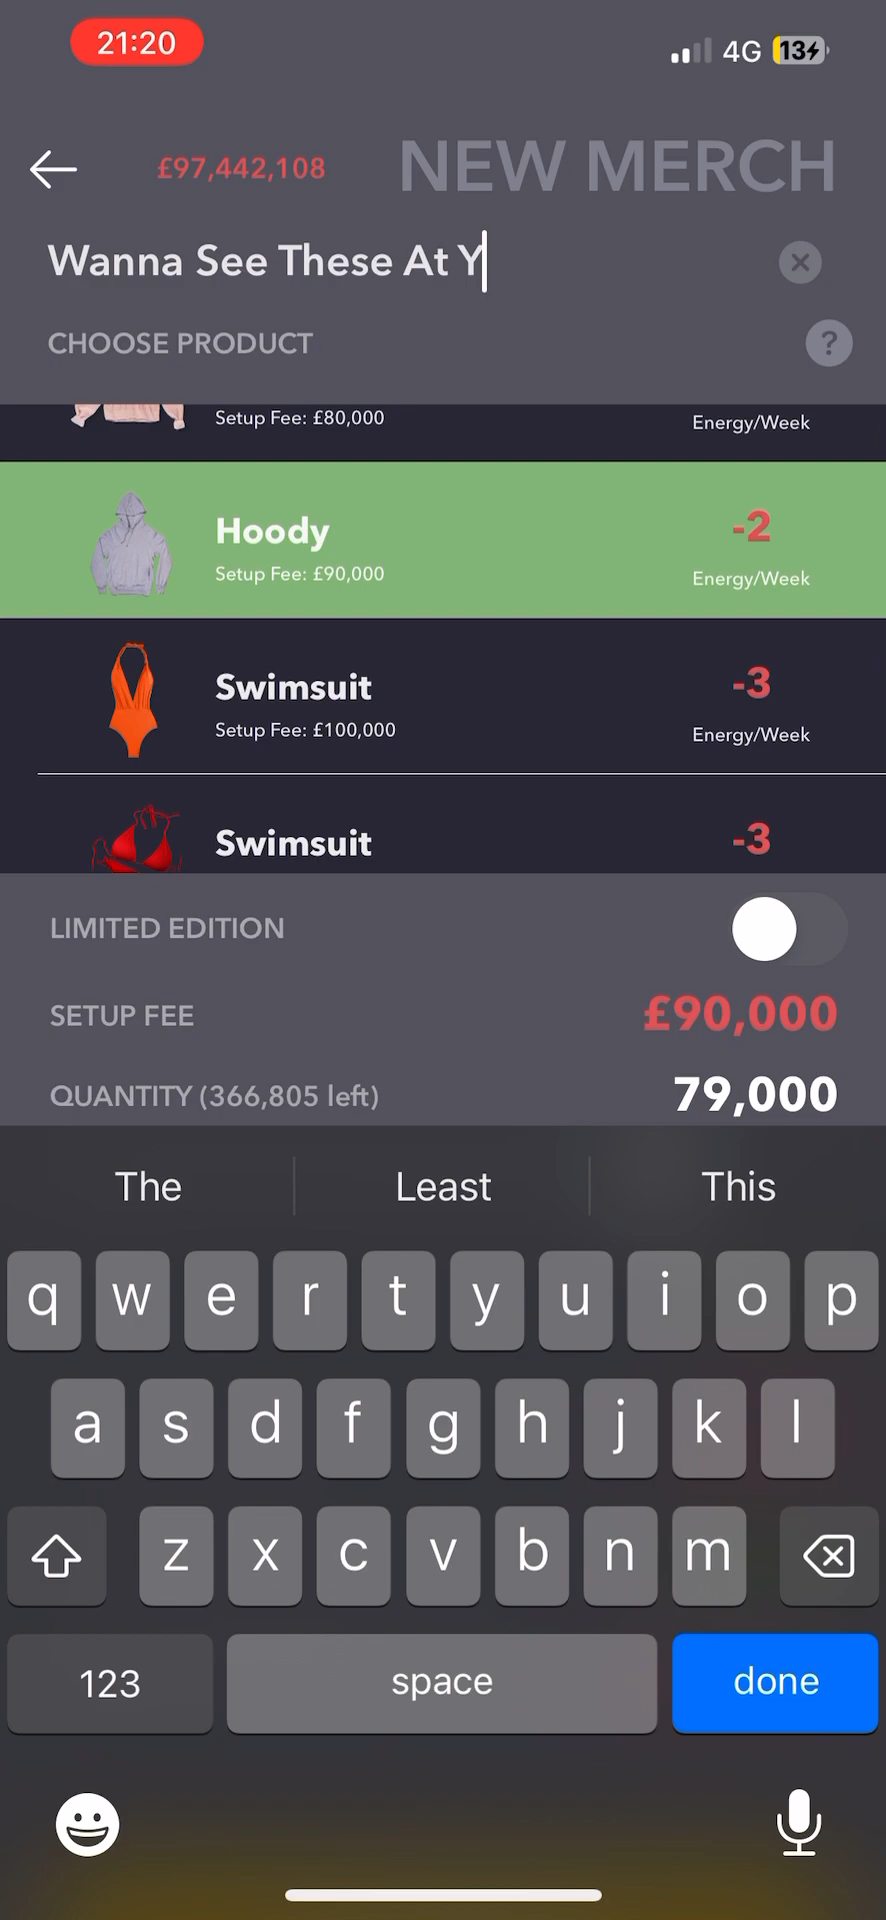 21:20
4G 13
£97,442,108 NEW MERCH
Wanna See These At Y
CHOOSE PRODUCT ?
Setup Fee: £80,000 Energy/Week
Hoody -2
Setup Fee: £90,000 Energy/Week
Swimsuit -3
Setup Fee: £100,000 Energy/Week
Swimsuit -3
LIMITED EDITION
SETUP FEE £90,000
QUANTITY (366,805 left) 79,000
The Least This
q w e r t y u i o p
a s d f g h j k l
z x c v b n m
123 space done